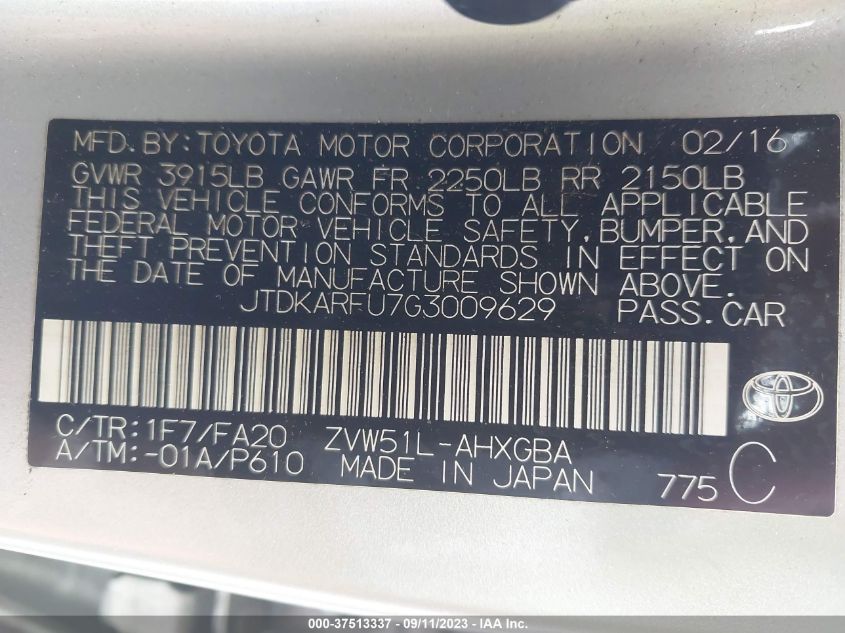 MFD. BY: TOYOTA MOTOR CORPORATION 02/16
GVWR 3915LB GAWR FR 2250LB RR 2150LB
THIS VEHICLE CONFORMS TO ALL APPLICABLE
FEDERAL MOTOR VEHICLE SAFETY, BUMPER, AND
THEFT PREVENTION STANDARDS IN EFFECT ON
THE DATE OF MANUFACTURE SHOWN ABOVE.
JTDKARFU7G3009629 PASS. CAR
C/TR: 1F7/FA20 ZVW51L-AHXGBA
A/TM: -01A/P610 MADE IN JAPAN 775 C
000-37513337 - 09/11/2023 - IAA Inc.